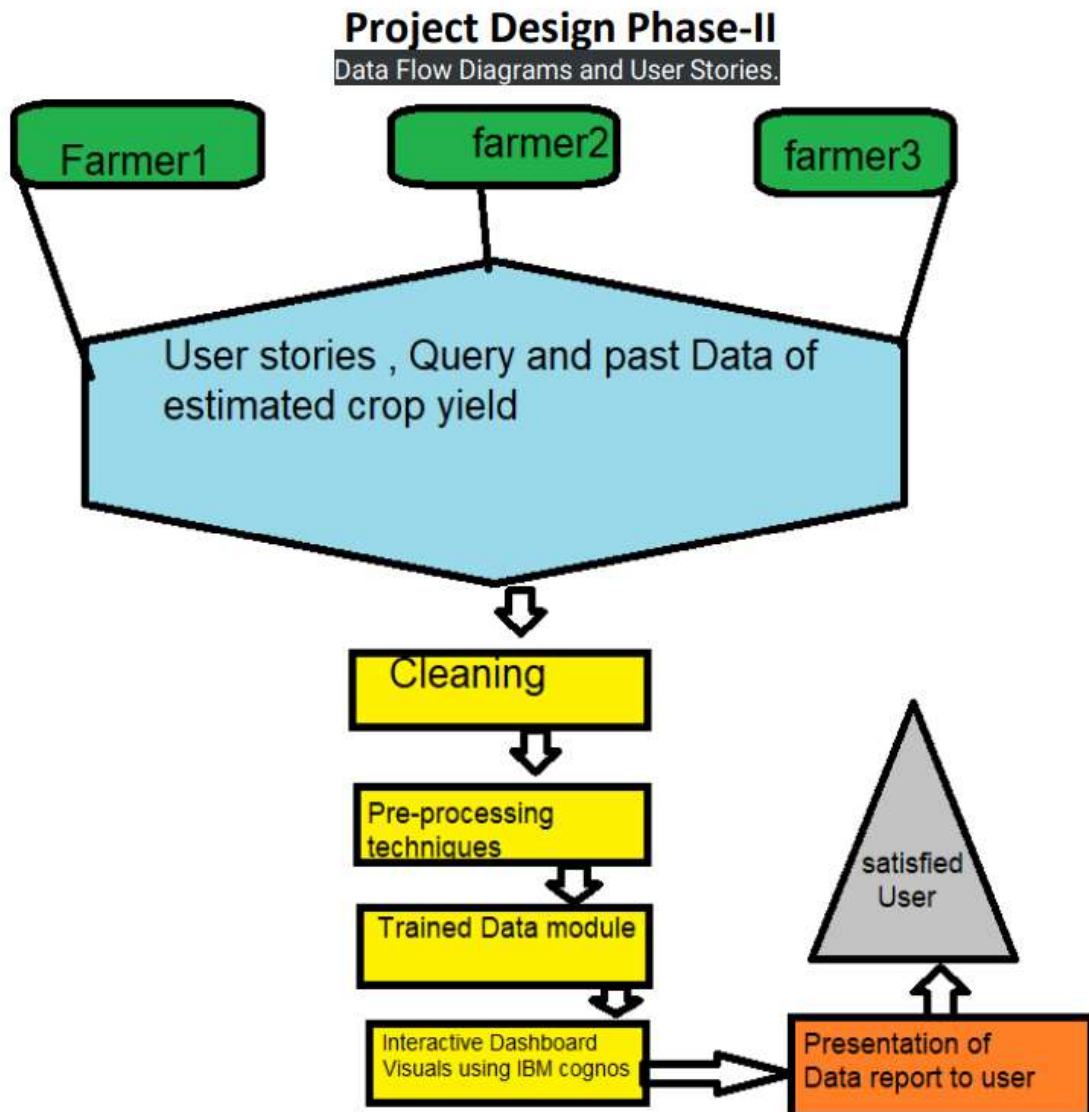 Project Design Phase-II
Data Flow Diagrams and User Stories.
Farmer1
farmer2
farmer3
User stories , Query and past Data of
estimated crop yield
Cleaning
Pre-processing
techniques
Trained Data module
Interactive Dashboard
Visuals using IBM cognos
Presentation of
Data report to user
satisfied
User